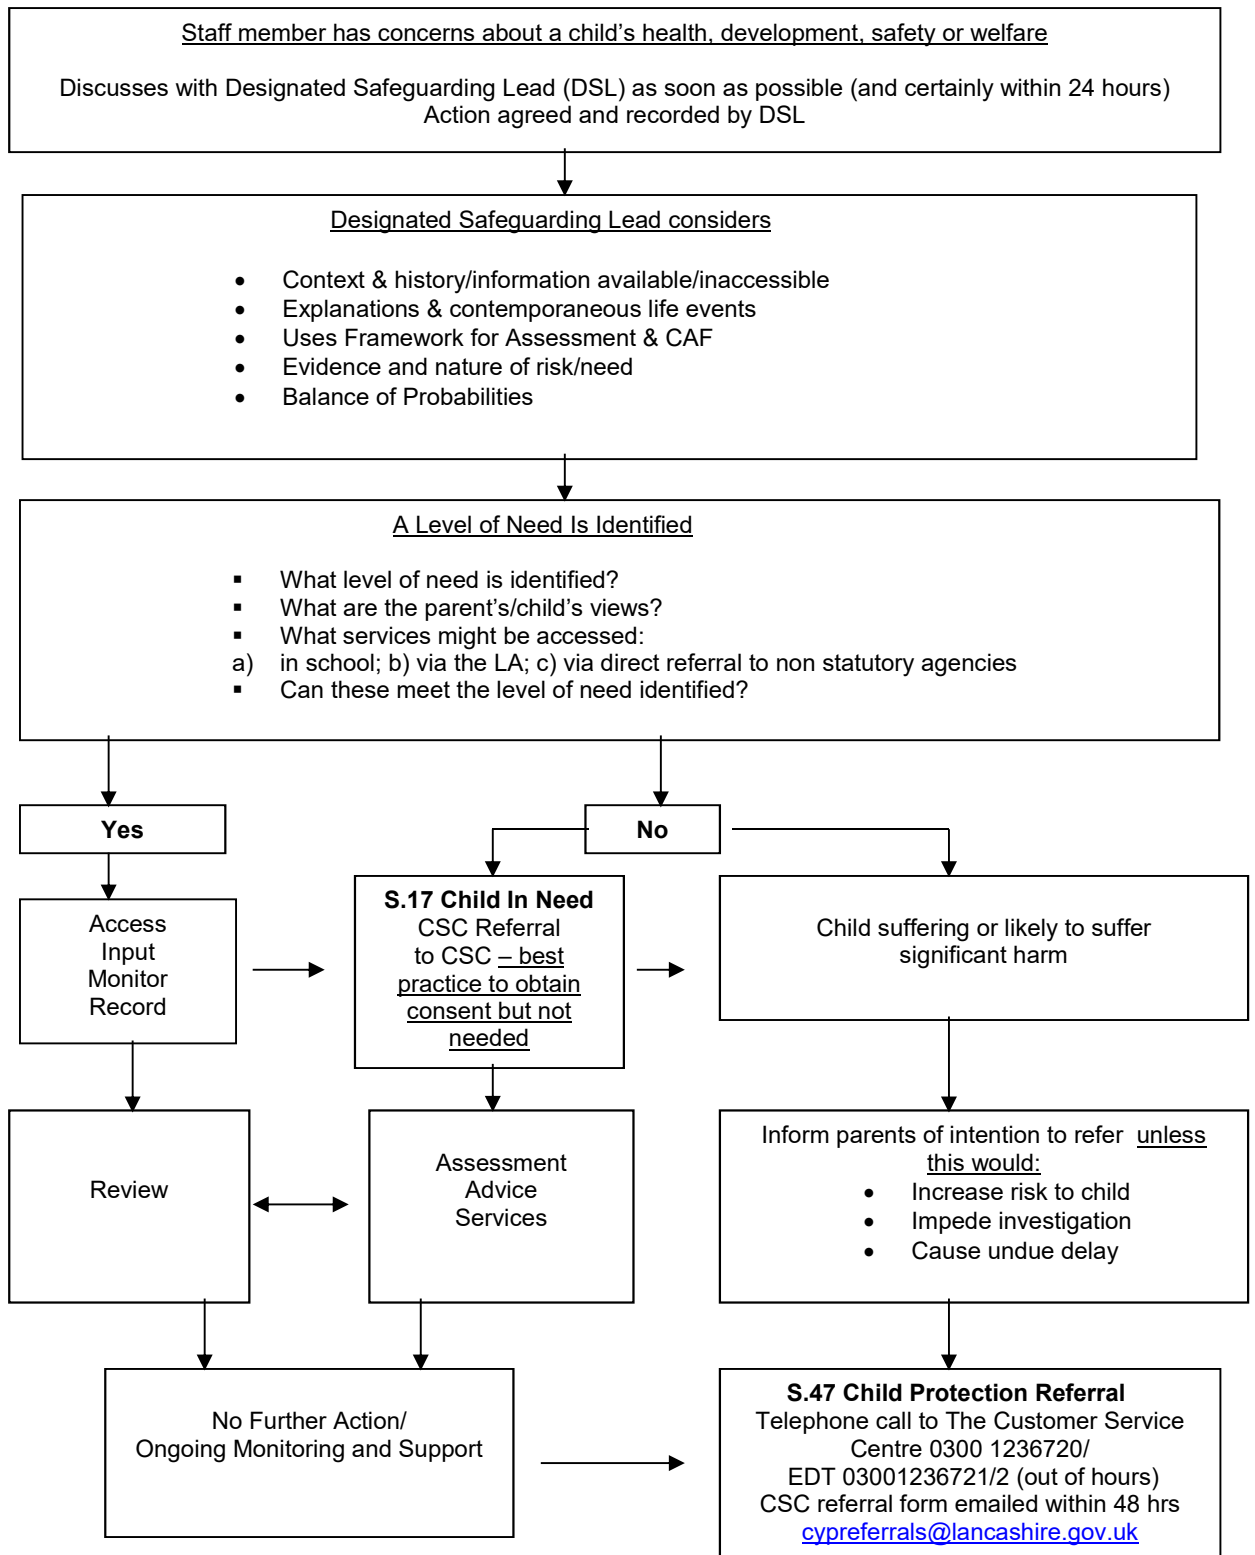 Staff member has concerns about a child's health, development, safety or welfare
Discusses with Designated Safeguarding Lead (DSL) as soon as possible (and certainly within 24 hours)
Action agreed and recorded by DSL
Designated Safeguarding Lead considers
• Context & history/information available/inaccessible
• Explanations & contemporaneous life events
• Uses Framework for Assessment & CAF
• Evidence and nature of risk/need
• Balance of Probabilities
A Level of Need Is Identified
▪ What level of need is identified?
▪ What are the parent's/child's views?
▪ What services might be accessed:
a) in school; b) via the LA; c) via direct referral to non statutory agencies
▪ Can these meet the level of need identified?
Yes
No
Access
Input
Monitor
Record
S.17 Child In Need
CSC Referral
to CSC – best
practice to obtain
consent but not
needed
Child suffering or likely to suffer
significant harm
Review
Assessment
Advice
Services
Inform parents of intention to refer unless
this would:
• Increase risk to child
• Impede investigation
• Cause undue delay
No Further Action/
Ongoing Monitoring and Support
S.47 Child Protection Referral
Telephone call to The Customer Service
Centre 0300 1236720/
EDT 03001236721/2 (out of hours)
CSC referral form emailed within 48 hrs
cypreferrals@lancashire.gov.uk